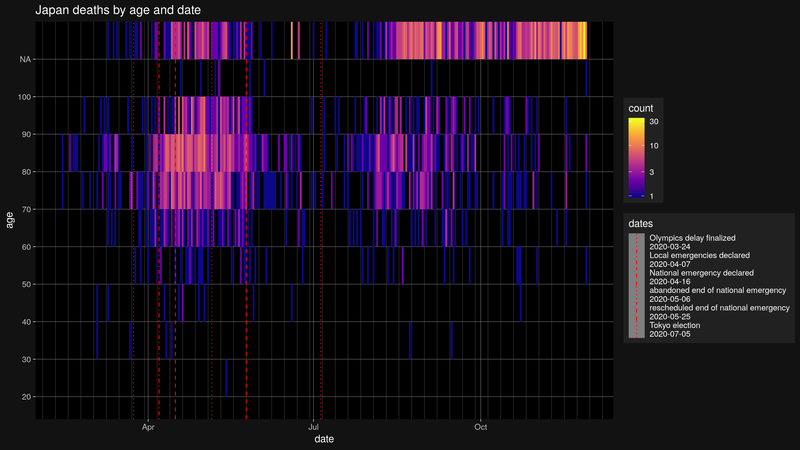 Japan deaths by age and date
NA
100
90
80
70
60
50
40
30
20
age
Apr
Jul
Oct
date
count
30
10
3
1
dates
Olympics delay finalized
2020-03-24
Local emergencies declared
2020-04-07
National emergency declared
2020-04-16
abandoned end of national emergency
2020-05-06
rescheduled end of national emergency
2020-05-25
Tokyo election
2020-07-05